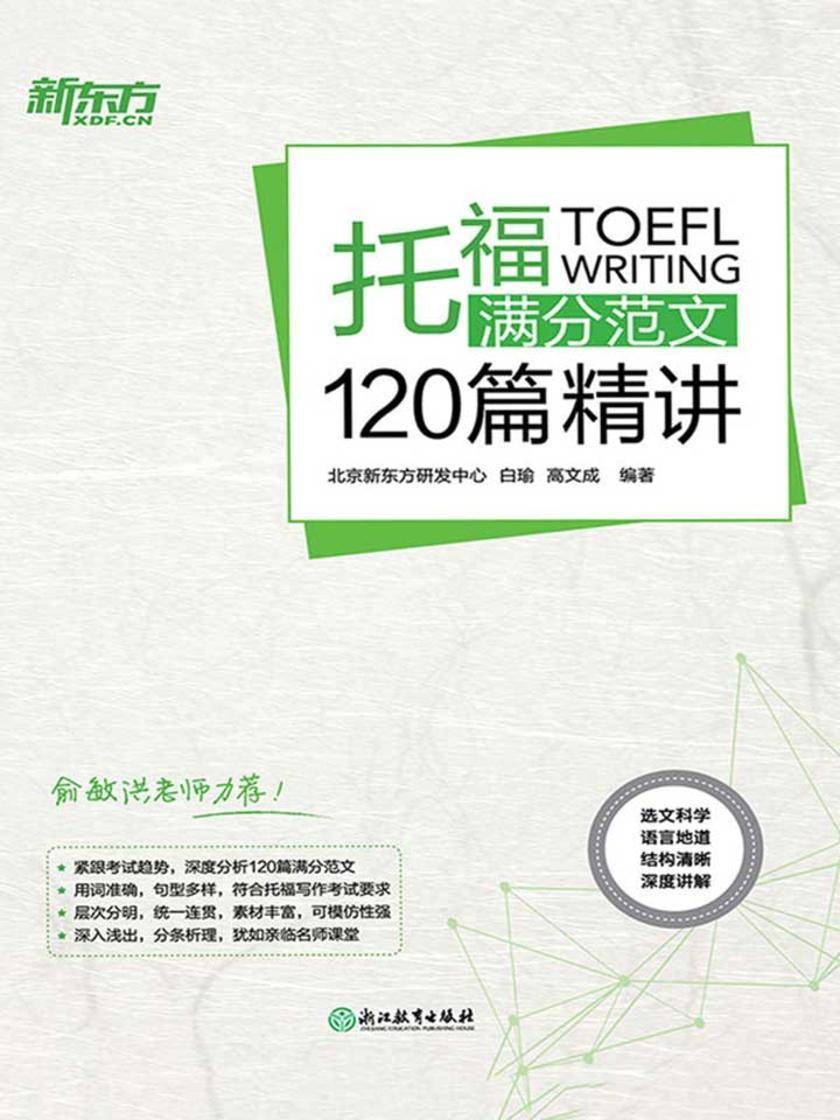 新东方
XDF.CN
托福
TOEFL
WRITING
满分范文
120篇精讲
北京新东方研发中心 白瑜 高文成 编著
俞敏洪老师力荐!
选文科学
语言地道
结构清晰
深度讲解
★ 紧跟考试趋势，深度分析120篇满分范文
★ 用词准确，句型多样，符合托福写作考试要求
★ 层次分明，统一连贯，素材丰富，可模仿性强
★ 深入浅出，分条析理，犹如亲临名师课堂
浙江教育出版社
ZHEJIANG EDUCATION PUBLISHING HOUSE